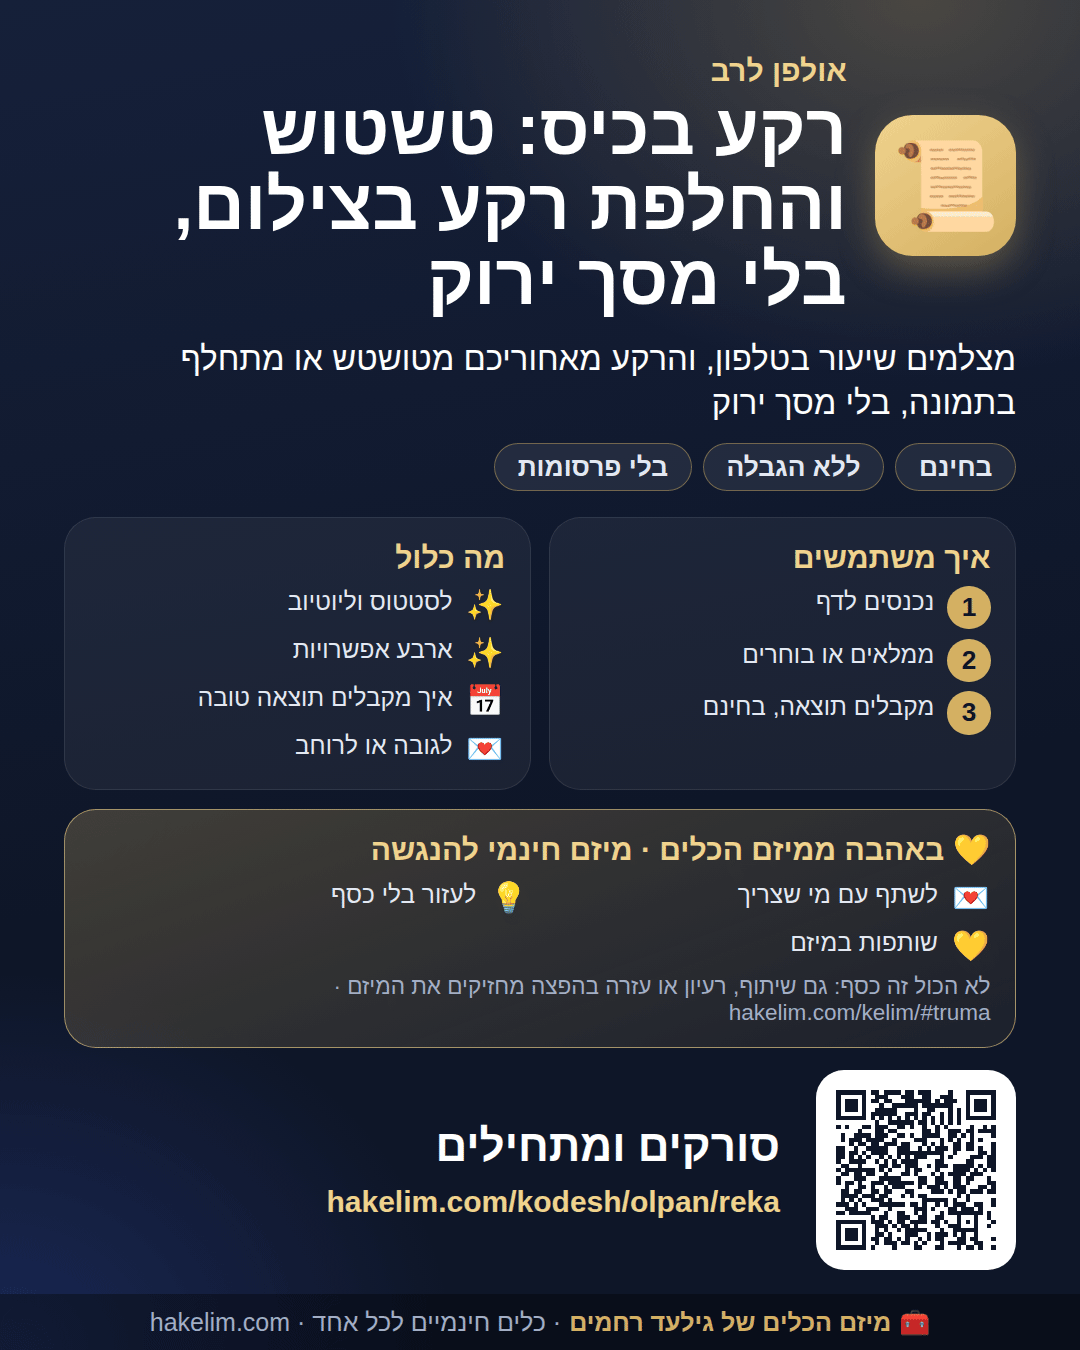 אולפן לרב
רקע בכיס: טשטוש
והחלפת רקע בצילום,
בלי מסך ירוק
מצלמים שיעור בטלפון, והרקע מאחוריכם מטושטש או מתחלף
בתמונה, בלי מסך ירוק
בחינם
ללא הגבלה
בלי פרסומות
איך משתמשים
1 נכנסים לדף
2 ממלאים או בוחרים
3 מקבלים תוצאה, בחינם
מה כלול
לסטטוס וליוטיוב
ארבע אפשרויות
איך מקבלים תוצאה טובה
לגובה או לרוחב
באהבה ממיזם הכלים · מיזם חינמי להנגשה
לשתף עם מי שצריך
לעזור בלי כסף
שותפות במיזם
לא הכול זה כסף: גם שיתוף, רעיון או עזרה בהפצה מחזיקים את המיזם ·
hakelim.com/kelim/#truma
סורקים ומתחילים
hakelim.com/kodesh/olpan/reka
מיזם הכלים של גילעד רחמים · כלים חינמיים לכל אחד · hakelim.com